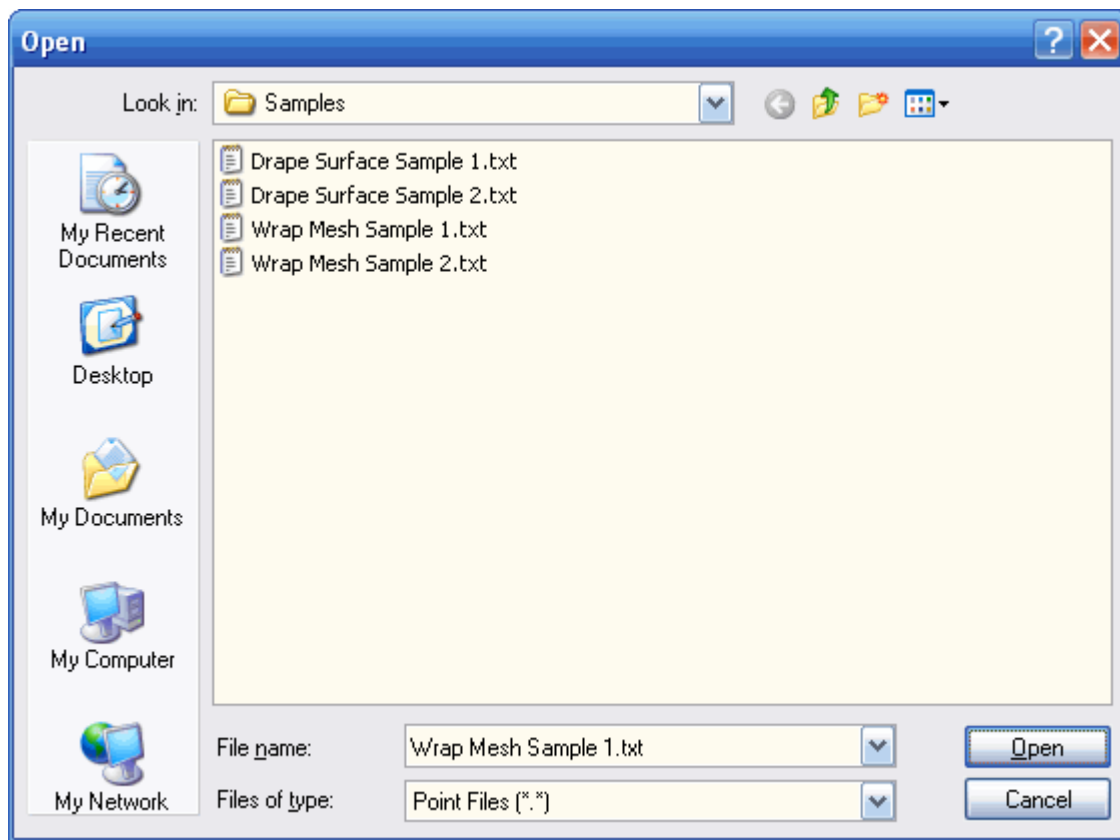 Open
Look in:
Samples
Drape Surface Sample 1.txt
Drape Surface Sample 2.txt
Wrap Mesh Sample 1.txt
Wrap Mesh Sample 2.txt
My Recent
Documents
Desktop
My Documents
My Computer
My Network
File name:
Wrap Mesh Sample 1.txt
Open
Files of type:
Point Files (*.*)
Cancel